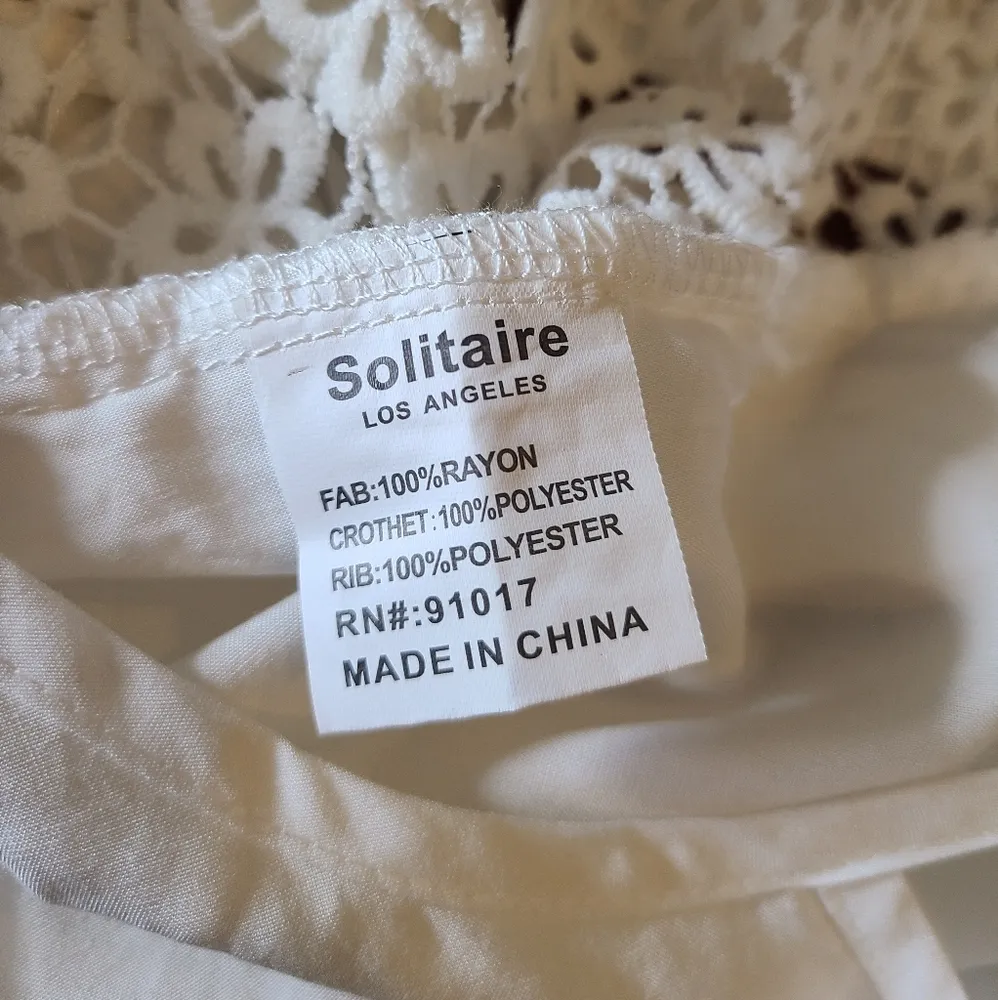 Solitaire
LOS ANGELES
FAB:100%RAYON
CROTHET:100%POLYESTER
RIB:100%POLYESTER
RN#:91017
MADE IN CHINA